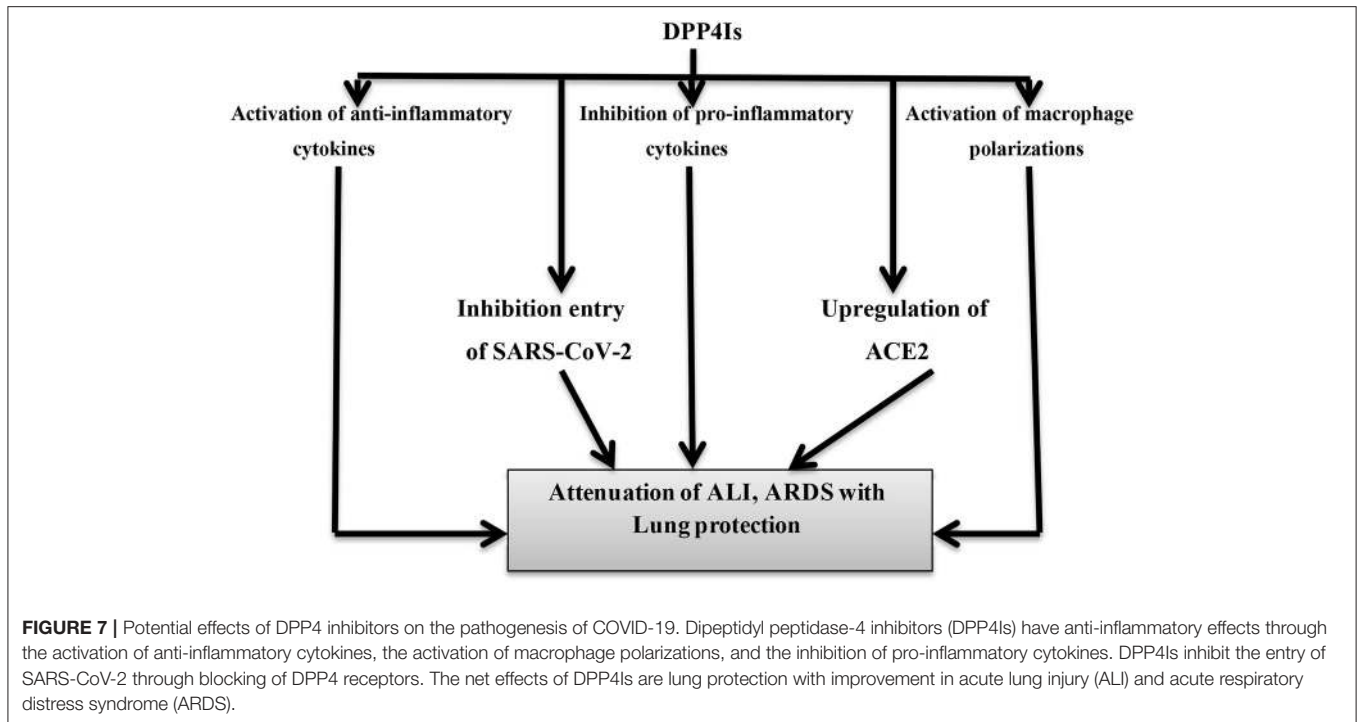 DPP4Is
Activation of anti-inflammatory
cytokines
Inhibition of pro-inflammatory
cytokines
Activation of macrophage
polarizations
Inhibition entry
of SARS-CoV-2
Upregulation of
ACE2
Attenuation of ALI, ARDS with
Lung protection
FIGURE 7 | Potential effects of DPP4 inhibitors on the pathogenesis of COVID-19. Dipeptidyl peptidase-4 inhibitors (DPP4Is) have anti-inflammatory effects through
the activation of anti-inflammatory cytokines, the activation of macrophage polarizations, and the inhibition of pro-inflammatory cytokines. DPP4Is inhibit the entry of
SARS-CoV-2 through blocking of DPP4 receptors. The net effects of DPP4Is are lung protection with improvement in acute lung injury (ALI) and acute respiratory
distress syndrome (ARDS).